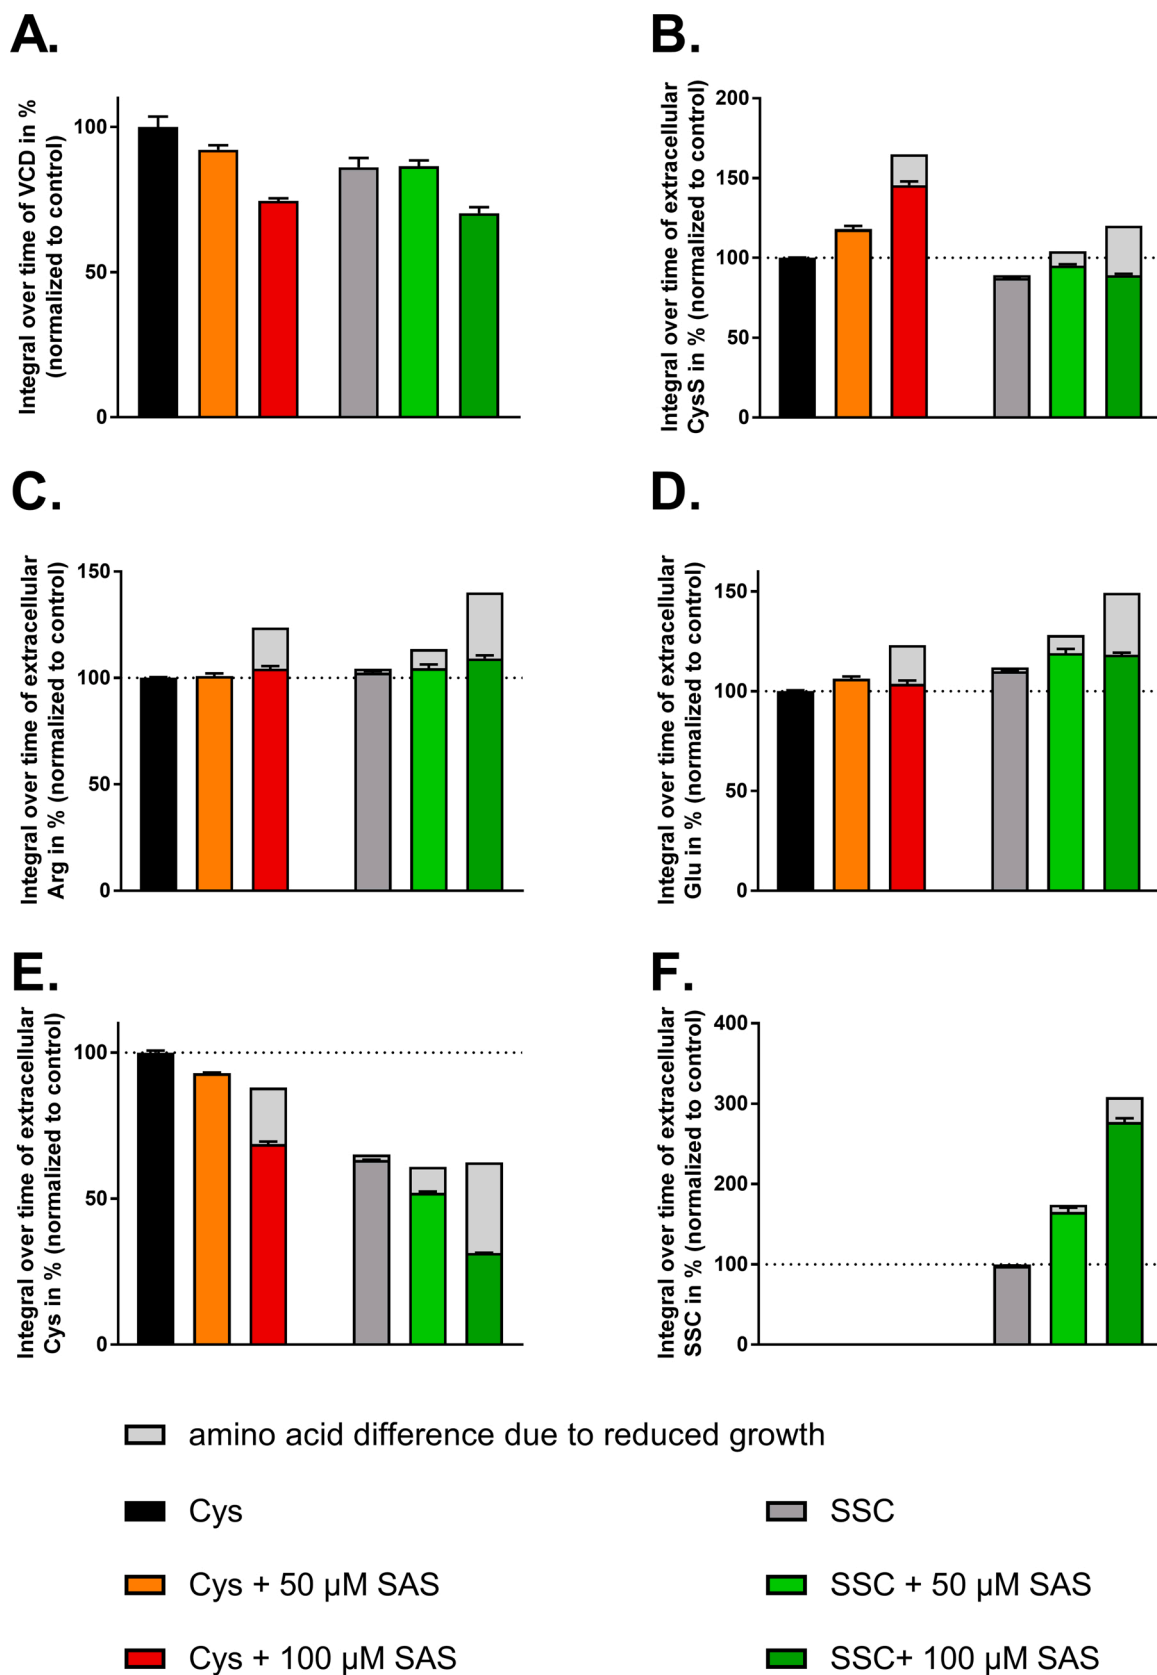 A.
Integral over time of VCD in %
(normalized to control)
100
50
0
B.
Integral over time of extracellular
CysS in % (normalized to control)
200
150
100
50
0
C.
Integral over time of extracellular
Arg in % (normalized to control)
150
100
50
0
D.
Integral over time of extracellular
Glu in % (normalized to control)
150
100
50
0
E.
Integral over time of extracellular
Cys in % (normalized to control)
100
50
0
F.
Integral over time of extracellular
SSC in % (normalized to control)
400
300
200
100
0
amino acid difference due to reduced growth
Cys
SSC
Cys + 50 µM SAS
SSC + 50 µM SAS
Cys + 100 µM SAS
SSC+ 100 µM SAS